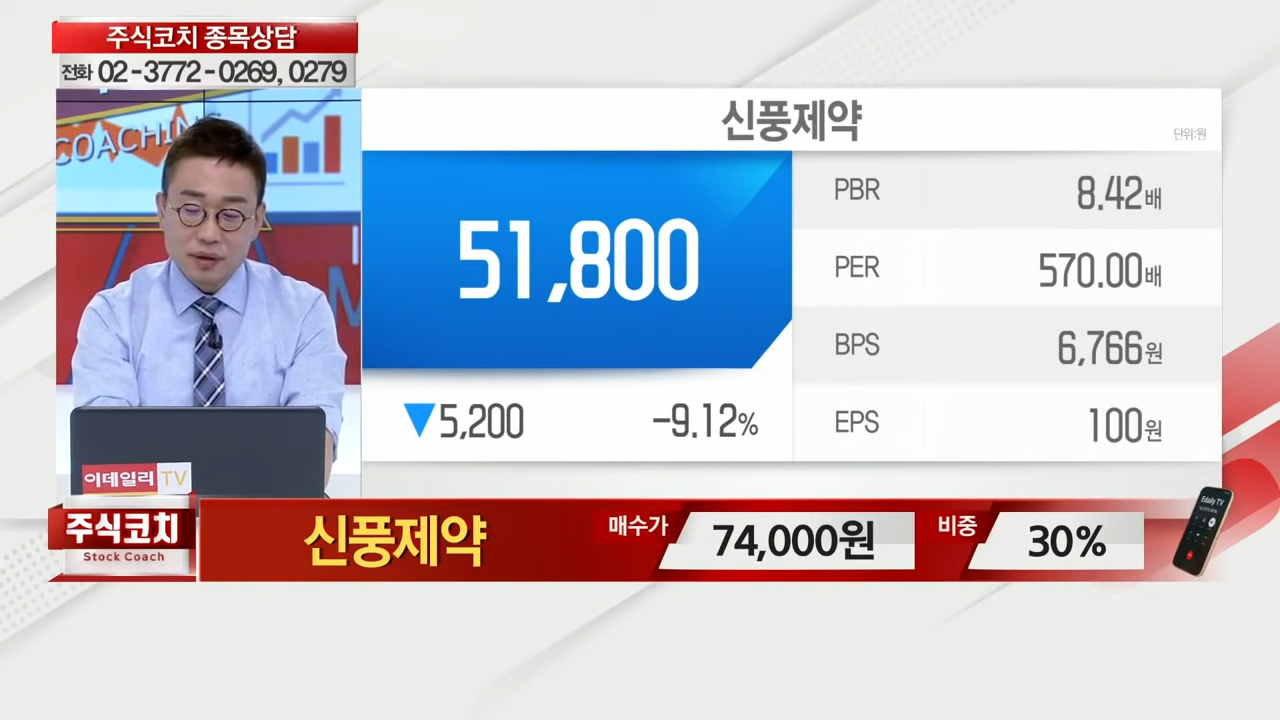 주식코치 종목상담
전화 02-3772-0269, 0279
COACHING
신풍제약
단위:원
51,800
▼5,200 -9.12%
PBR 8.42배
PER 570.00배
BPS 6,766원
EPS 100원
이데일리 TV
주식코치
Stock Coach
신풍제약 매수가 74,000원 비중 30%
Edaily TV